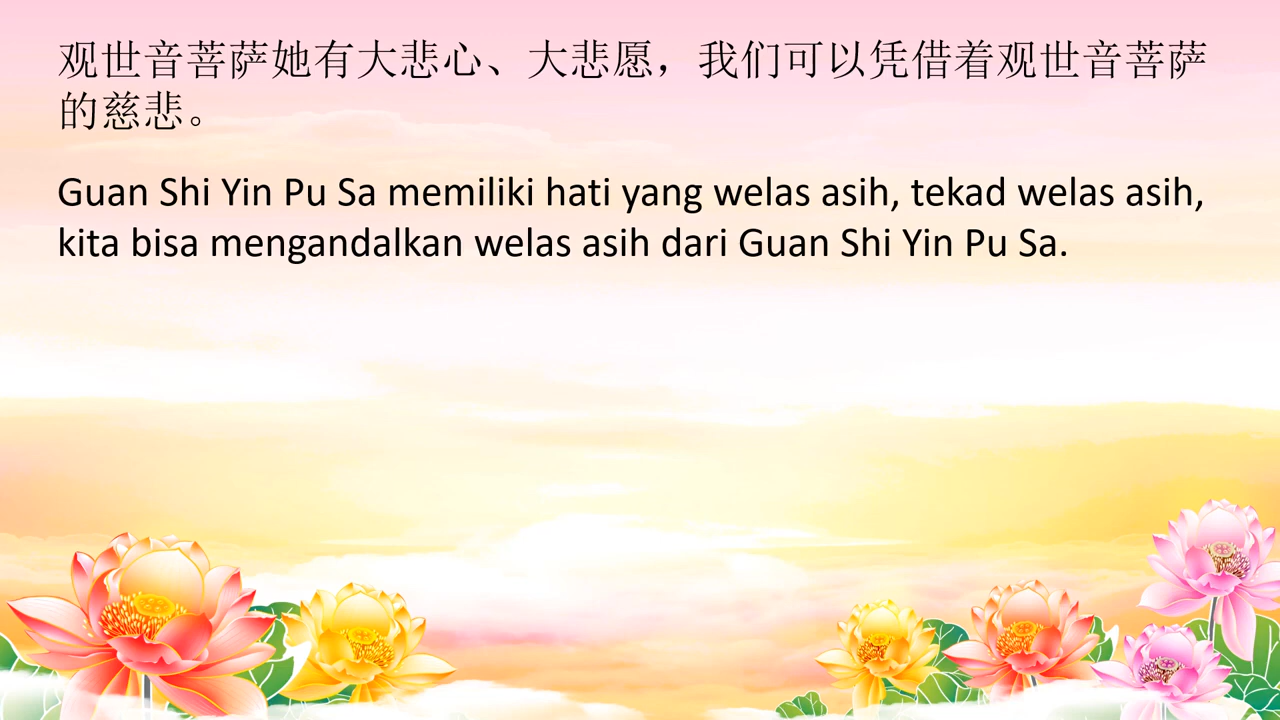 观世音菩萨她有大悲心、大悲愿，我们可以凭借着观世音菩萨
的慈悲。
Guan Shi Yin Pu Sa memiliki hati yang welas asih, tekad welas asih,
kita bisa mengandalkan welas asih dari Guan Shi Yin Pu Sa.